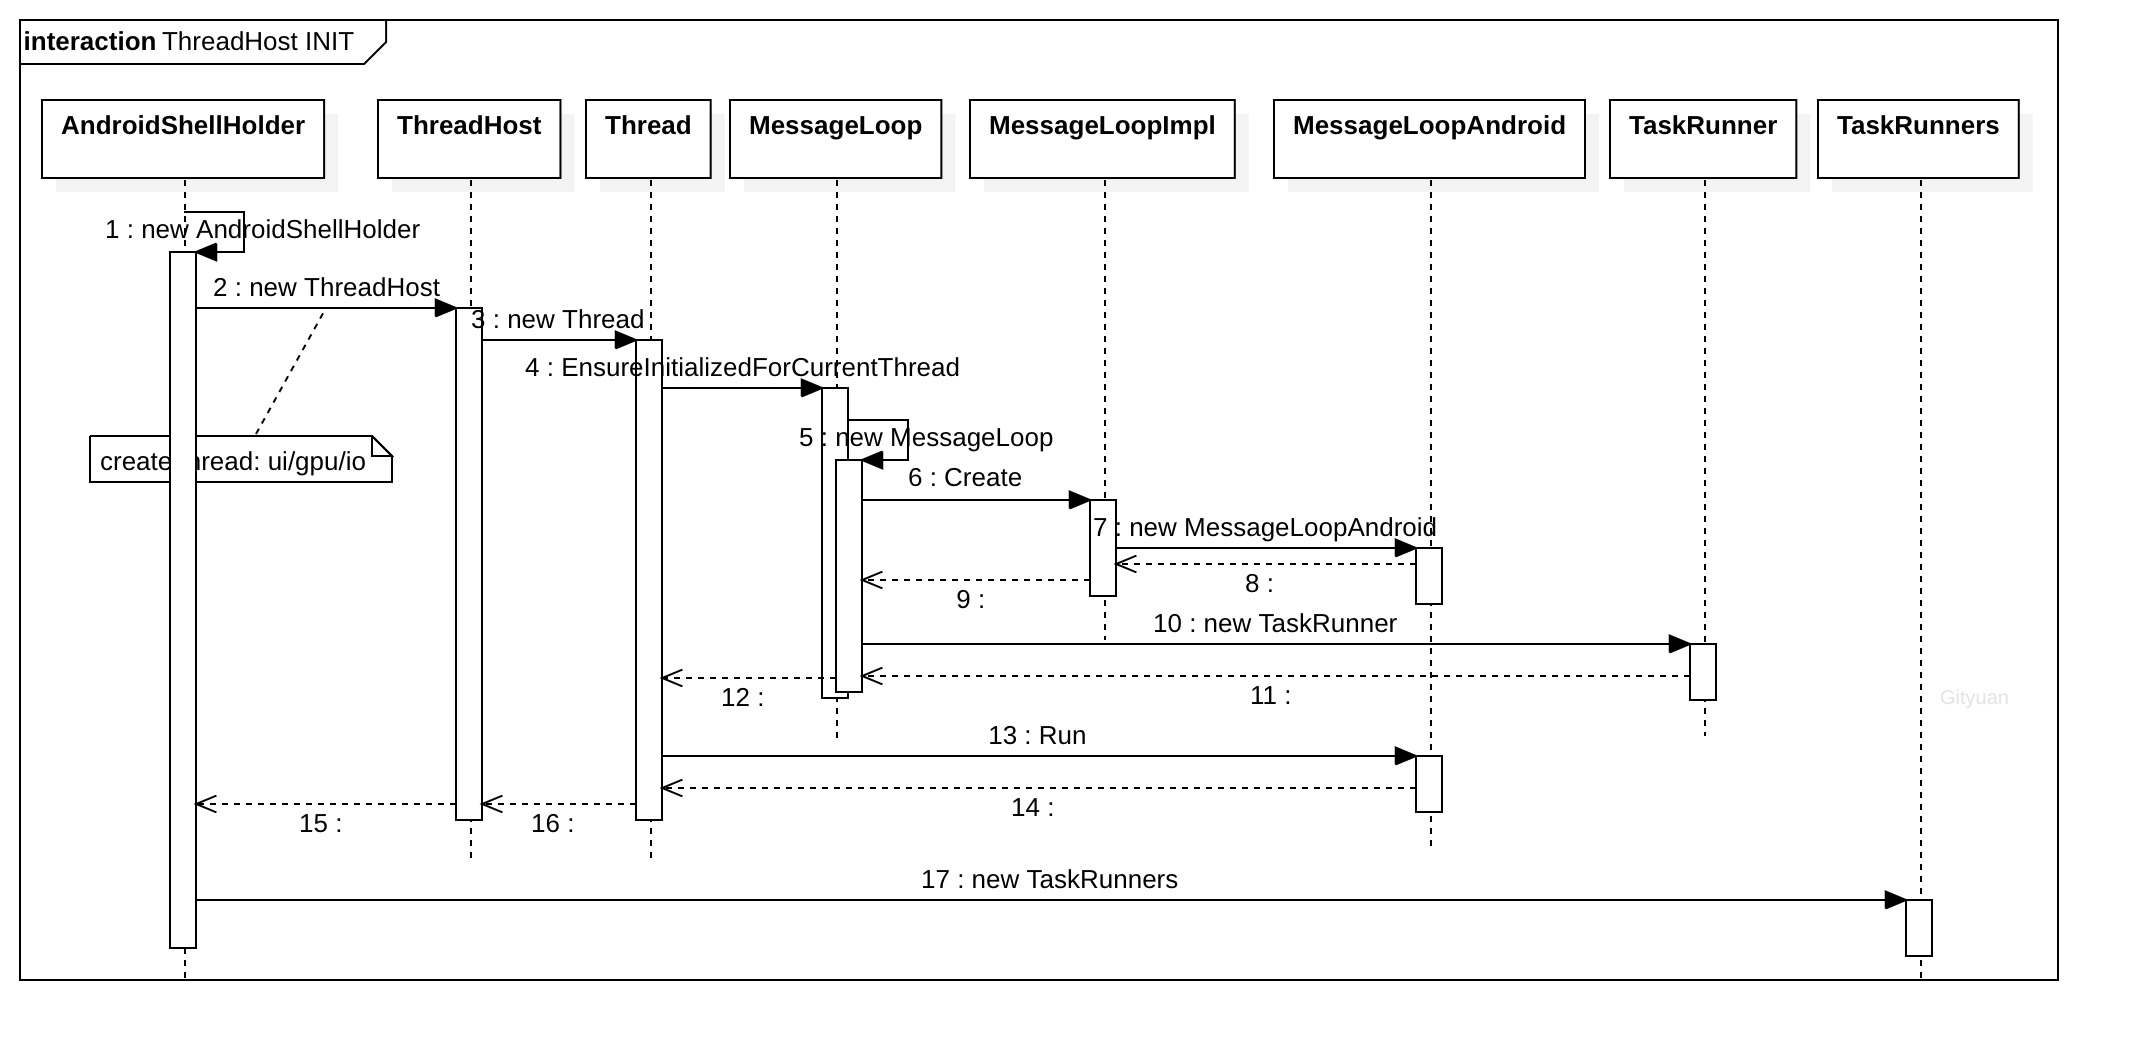 interaction ThreadHost INIT
AndroidShellHolder
ThreadHost
Thread
MessageLoop
MessageLoopImpl
MessageLoopAndroid
TaskRunner
TaskRunners
1 : new AndroidShellHolder
2 : new ThreadHost
3 : new Thread
4 : EnsureInitializedForCurrentThread
5 : new MessageLoop
create thread: ui/gpu/io
6 : Create
7 : new MessageLoopAndroid
8 :
9 :
10 : new TaskRunner
11 :
12 :
Gityuan
13 : Run
14 :
15 :
16 :
17 : new TaskRunners